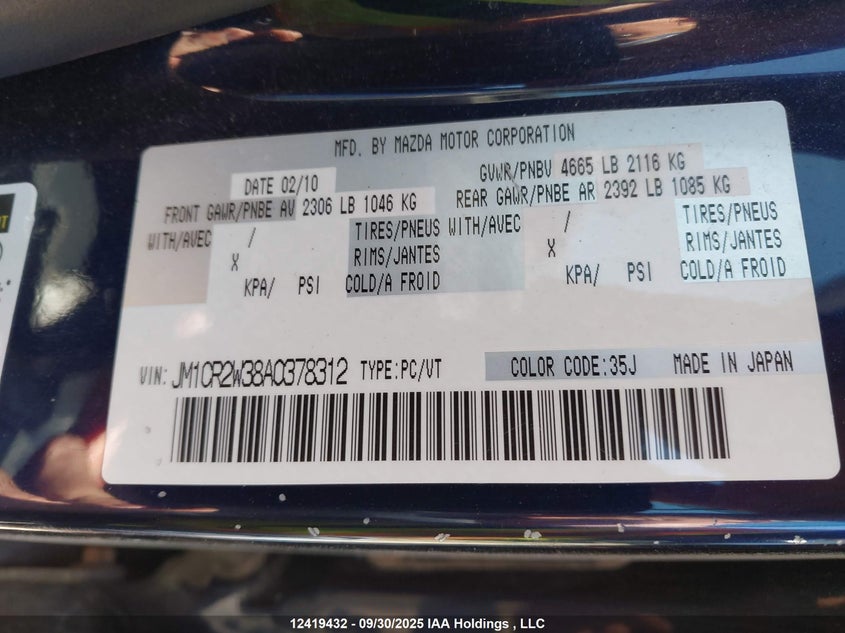 MFD. BY MAZDA MOTOR CORPORATION
DATE 02/10 GVWR/PNBV 4665 LB 2116 KG
FRONT GAWR/PNBE AV 2306 LB 1046 KG REAR GAWR/PNBE AR 2392 LB 1085 KG
WITH/AVEC / TIRES/PNEUS WITH/AVEC / TIRES/PNEUS
X RIMS/JANTES X RIMS/JANTES
KPA/ PSI COLD/A FROID KPA/ PSI COLD/A FROID
VIN: JM1CR2W38A0378312 TYPE:PC/VT COLOR CODE:35J MADE IN JAPAN
12419432 - 09/30/2025 IAA Holdings , LLC